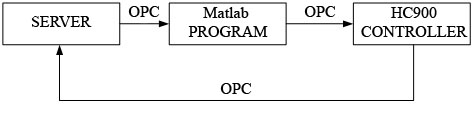 SERVER
OPC
Matlab
PROGRAM
OPC
HC900
CONTROLLER
OPC